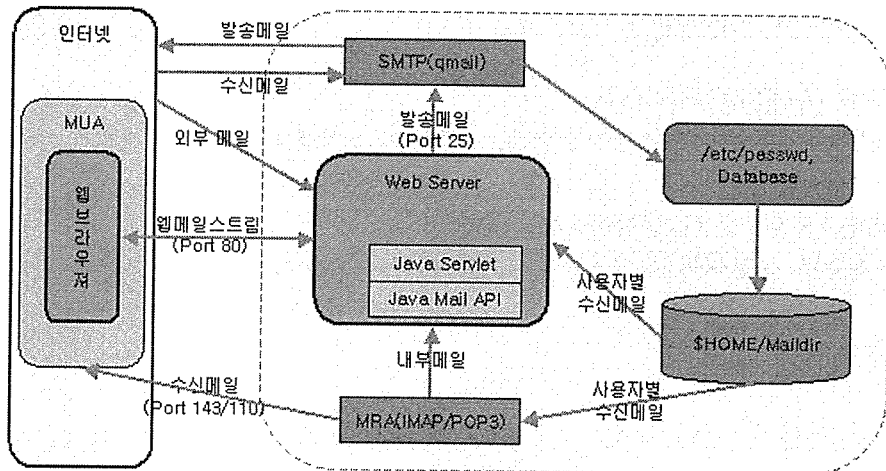 인터넷
발송메일
SMTP(qmail)
수신메일
MUA
외부 메일
발송메일
(Port 25)
/etc/passwd,
Database
Web Server
웹브라우져
웹메일스트림
(Port 80)
Java Servlet
Java Mail API
사용자별
수신메일
$HOME/Maildir
내부메일
수신메일
(Port 143/110)
MRA(IMAP/POP3)
사용자별
수신메일